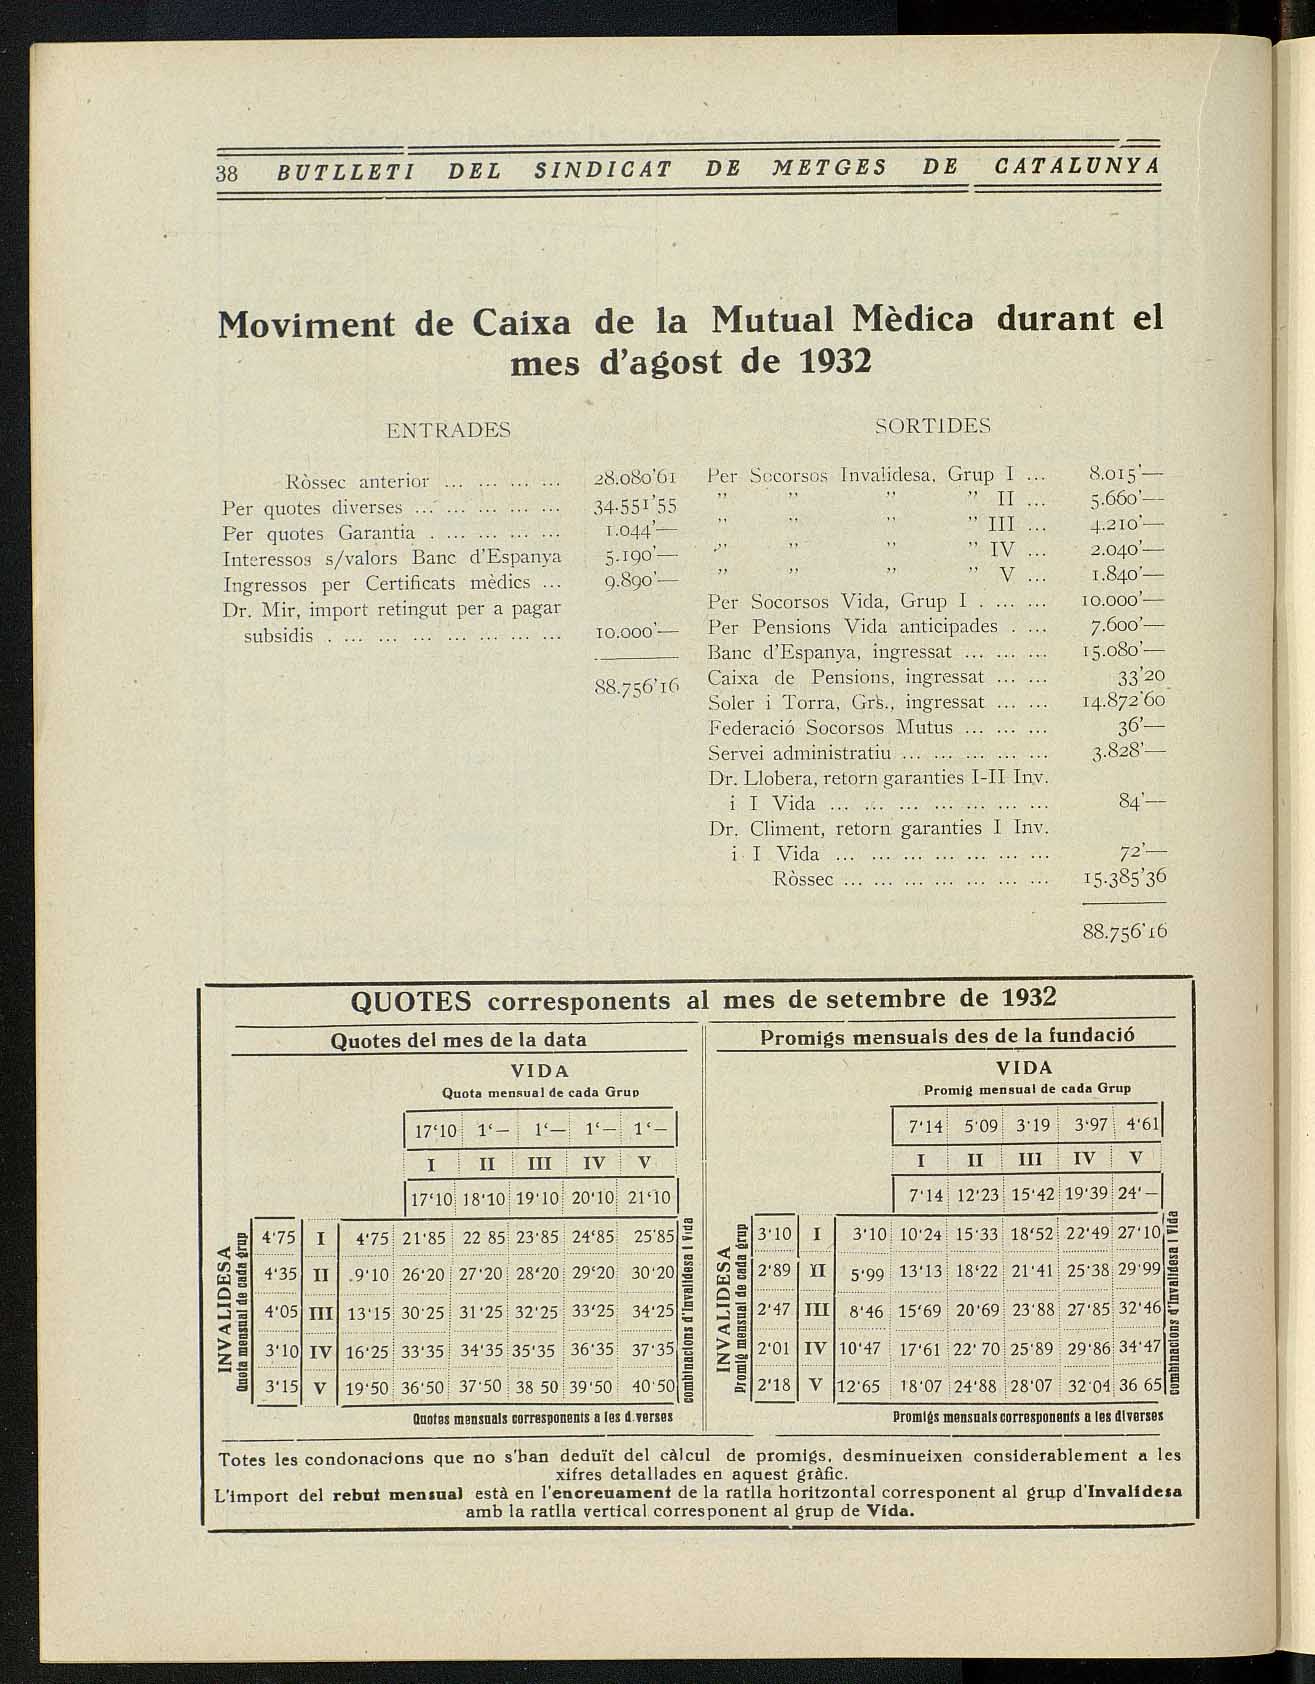 38 BUTLLETI DEL SINDICAT DE METGES DE CATALUNYA
Moviment de Caixa de la Mutual Mèdica durant el
mes d'agost de 1932
ENTRADES
Ròssec anterior ... ... ... ... 28.080'61
Per quotes diverses ... ... ... ... ... 34.551'55
Per quotes Garantia . ... ... ... ... 1.044'—
Interessos s/valors Banc d'Espanya 5.190'—
Ingressos per Certificats mèdics ... 9.890'—
Dr. Mir, import retingut per a pagar
subsidis . ... ... ... ... ... ... ... 10.000'—
88.756'16
SORTIDES
Per Socorsos Invalidesa, Grup I ... 8.015'—
" " " " II ... 5.660'—
" " " " III ... 4.210'—
" " " " IV ... 2.040'—
" " " " V ... 1.840'—
Per Socorsos Vida, Grup I . ... ... 10.000'—
Per Pensions Vida anticipades . ... 7.600'—
Banc d'Espanya, ingressat ... ... ... 15.080'—
Caixa de Pensions, ingressat ... ... 33'20
Soler i Torra, Grs., ingressat ... ... 14.872'60
Federació Socorsos Mutus ... ... ... 36'—
Servei administratiu ... ... ... ... ... 3.828'—
Dr. Llobera, retorn garanties I-II Inv.
i I Vida ... ... ... ... ... ... ... 84'—
Dr. Climent, retorn garanties I Inv.
i I Vida ... ... ... ... ... ... ... 72'—
Ròssec ... ... ... ... ... ... ... 15.385'36
88.756'16
QUOTES corresponents al mes de setembre de 1932
Quotes del mes de la data
VIDA
Quota mensual de cada Grup
17'10 1'— 1'— 1'— 1'—
I II III IV V
17'10 18'10 19'10 20'10 21'10
INVALIDESA
Quota mensual de cada grup
4'75 I 4'75 21'85 22 85 23'85 24'85 25'85
4'35 II 9'10 26'20 27'20 28'20 29'20 30'20
4'05 III 13'15 30'25 31'25 32'25 33'25 34'25
3'10 IV 16'25 33'35 34'35 35'35 36'35 37'35
3'15 V 19'50 36'50 37'50 38 50 39'50 40'50
combinacions d'Invalidesa i Vida
Quotes mensuals corresponents a les d.verses
Promigs mensuals des de la fundació
VIDA
Promig mensual de cada Grup
7'14 5'09 3'19 3'97 4'61
I II III IV V
7'14 12'23 15'42 19'39 24'—
INVALIDESA
Promig mensual de cada grup
3'10 I 3'10 10'24 15'33 18'52 22'49 27'10
2'89 II 5'99 13'13 18'22 21'41 25'38 29'99
2'47 III 8'46 15'69 20'69 23'88 27'85 32'46
2'01 IV 10'47 17'61 22'70 25'89 29'86 34'47
2'18 V 12'65 18'07 24'88 28'07 32'04 36 65
combinacions d'Invalidesa i Vida
Promigs mensuals corresponents a les diverses
Totes les condonacions que no s'han deduït del càlcul de promigs, desminueixen considerablement a les
xifres detallades en aquest gràfic.
L'import del rebut mensual està en l'encreuament de la ratlla horitzontal corresponent al grup d'Invalidesa
amb la ratlla vertical corresponent al grup de Vida.